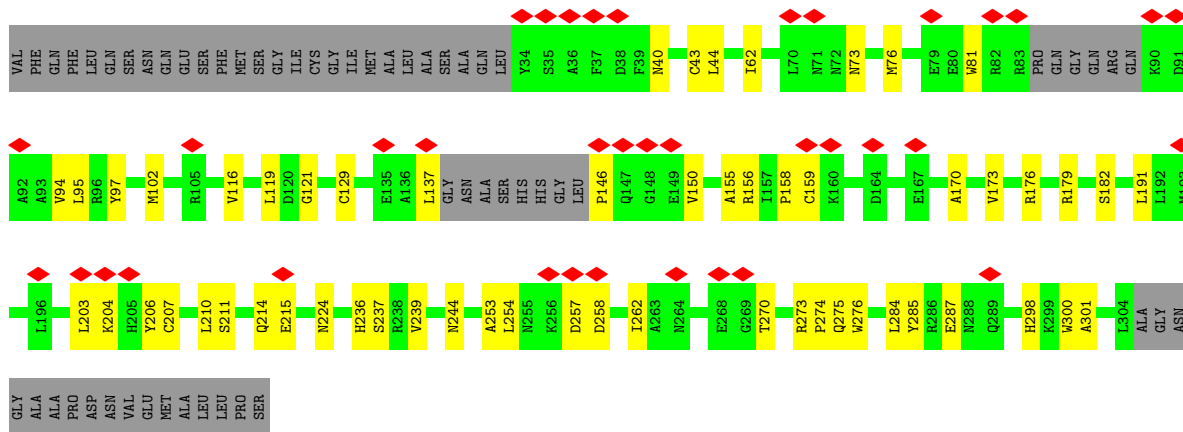 VAL PHE GLN PHE LEU GLN SER ASN GLN GLU SER PHE MET SER GLY ILE CYS GLY ILE MET ALA LEU ALA SER ALA GLN LEU Y34 S35 A36 F37 D38 F39 N40 C43 L44 I62 L70 N71 N72 N73 M76 E79 E80 W81 R82 R83 PRO GLN GLY GLN ARG GLN K90 D91
A92 A93 V94 L95 R96 Y97 M102 R105 V116 L119 D120 G121 C129 E135 A136 L137 GLY ASN ALA SER HIS HIS GLY LEU P146 Q147 G148 E149 V150 A155 R156 I157 P158 C159 K160 D164 E167 A170 V173 R176 R179 S182 L191 L192 M193
L196 L203 K204 H205 Y206 C207 L210 S211 Q214 E215 N224 H236 S237 R238 V239 N244 A253 L254 N255 K256 D257 D258 I262 A263 N264 E268 G269 T270 R273 P274 Q275 W276 L284 Y285 R286 E287 N288 Q289 H298 K299 W300 A301 L304 ALA GLY ASN
GLY ALA ALA PRO ASP ASN VAL GLU MET ALA LEU LEU PRO SER